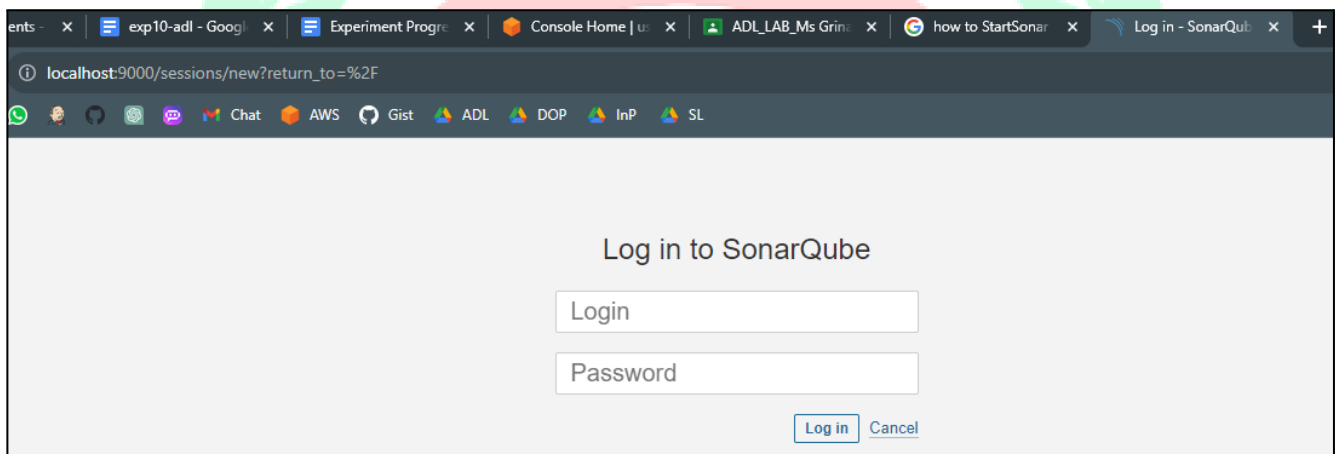 ents - exp10-adl - Googl Experiment Progre Console Home | us ADL_LAB_Ms Grina how to StartSonar Log in - SonarQub
localhost:9000/sessions/new?return_to=%2F
Chat AWS Gist ADL DOP InP SL
Log in to SonarQube
Login
Password
Log in Cancel